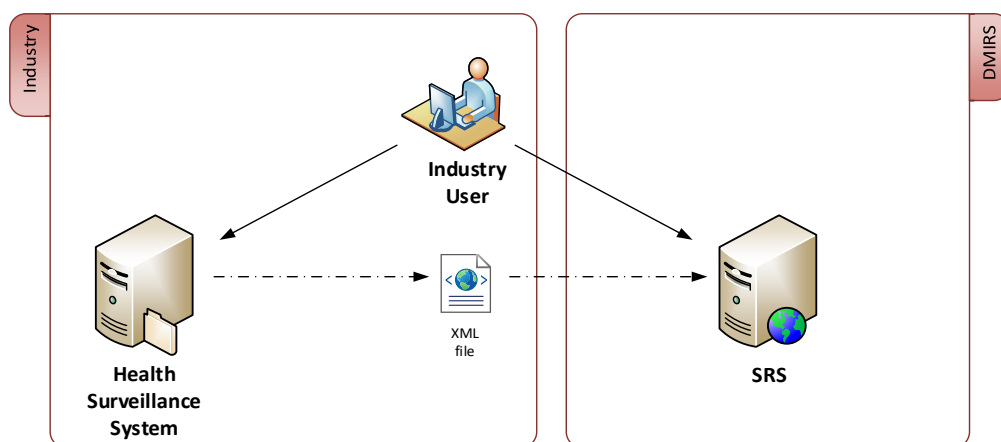 Industry
DMIRS
Industry
User
XML
file
Health
Surveillance
System
SRS